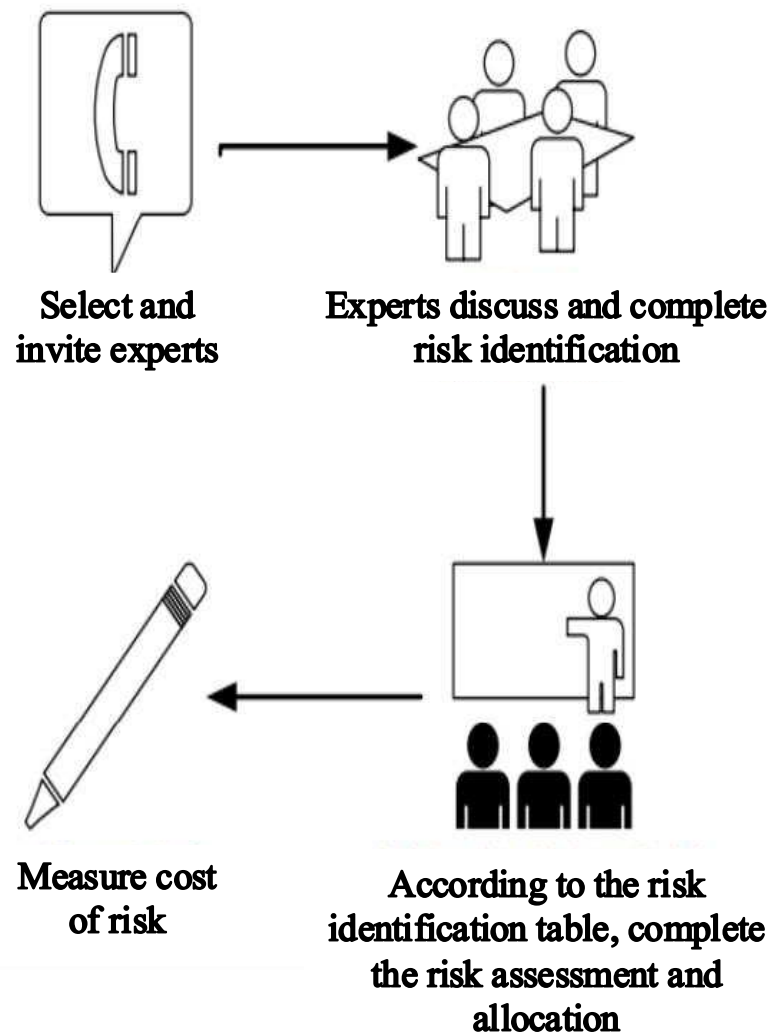 Select and
invite experts
Experts discuss and complete
risk identification
According to the risk
identification table, complete
the risk assessment and
allocation
Measure cost
of risk